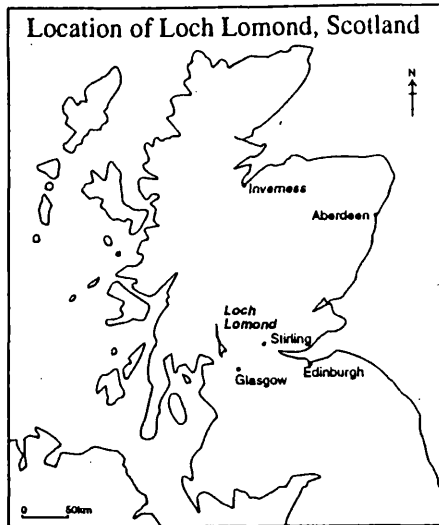 Location of Loch Lomond, Scotland
N
Inverness
Aberdeen
Loch
Lomond
Stirling
Edinburgh
Glasgow
0 50km